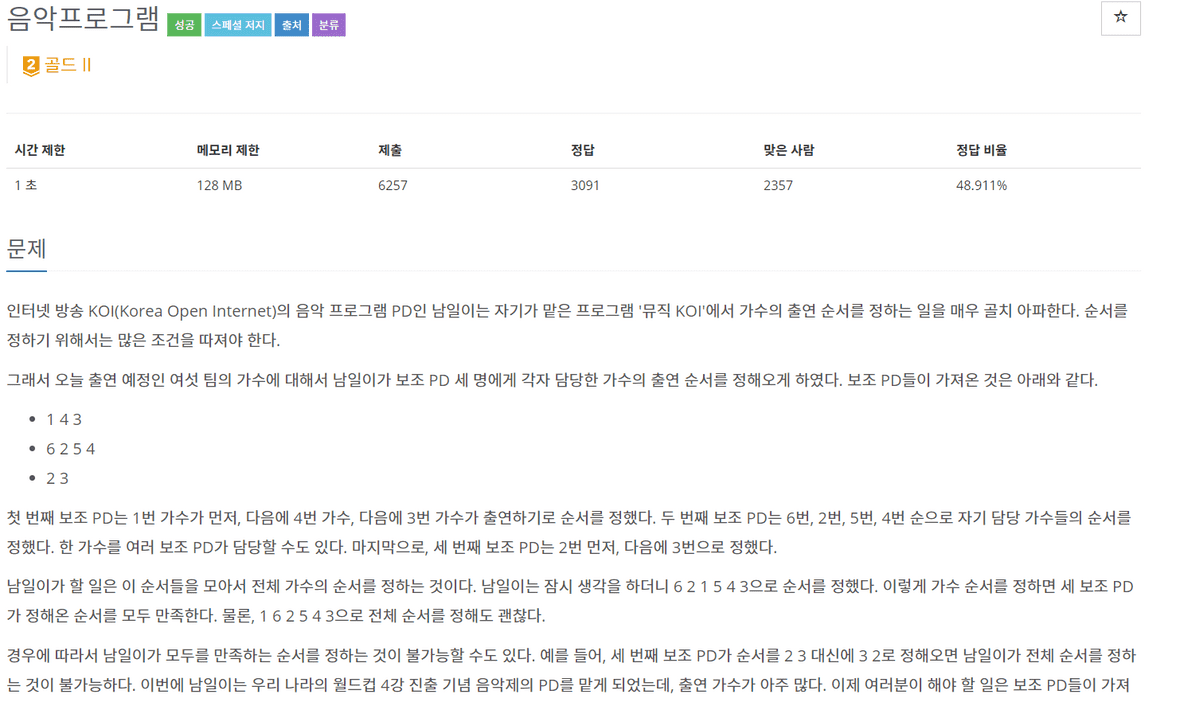 음악프로그램 성공 스페셜 저지 출처 분류
☆
2 골드 II
시간 제한 메모리 제한 제출 정답 맞은 사람 정답 비율
1 초 128 MB 6257 3091 2357 48.911%
문제
인터넷 방송 KOI(Korea Open Internet)의 음악 프로그램 PD인 남일이는 자기가 맡은 프로그램 '뮤직 KOI'에서 가수의 출연 순서를 정하는 일을 매우 골치 아파한다. 순서를
정하기 위해서는 많은 조건을 따져야 한다.
그래서 오늘 출연 예정인 여섯 팀의 가수에 대해서 남일이가 보조 PD 세 명에게 각자 담당한 가수의 출연 순서를 정해오게 하였다. 보조 PD들이 가져온 것은 아래와 같다.
• 1 4 3
• 6 2 5 4
• 2 3
첫 번째 보조 PD는 1번 가수가 먼저, 다음에 4번 가수, 다음에 3번 가수가 출연하기로 순서를 정했다. 두 번째 보조 PD는 6번, 2번, 5번, 4번 순으로 자기 담당 가수들의 순서를
정했다. 한 가수를 여러 보조 PD가 담당할 수도 있다. 마지막으로, 세 번째 보조 PD는 2번 먼저, 다음에 3번으로 정했다.
남일이가 할 일은 이 순서들을 모아서 전체 가수의 순서를 정하는 것이다. 남일이는 잠시 생각을 하더니 6 2 1 5 4 3으로 순서를 정했다. 이렇게 가수 순서를 정하면 세 보조 PD
가 정해온 순서를 모두 만족한다. 물론, 1 6 2 5 4 3으로 전체 순서를 정해도 괜찮다.
경우에 따라서 남일이가 모두를 만족하는 순서를 정하는 것이 불가능할 수도 있다. 예를 들어, 세 번째 보조 PD가 순서를 2 3 대신에 3 2로 정해오면 남일이가 전체 순서를 정하
는 것이 불가능하다. 이번에 남일이는 우리 나라의 월드컵 4강 진출 기념 음악제의 PD를 맡게 되었는데, 출연 가수가 아주 많다. 이제 여러분이 해야 할 일은 보조 PD들이 가져